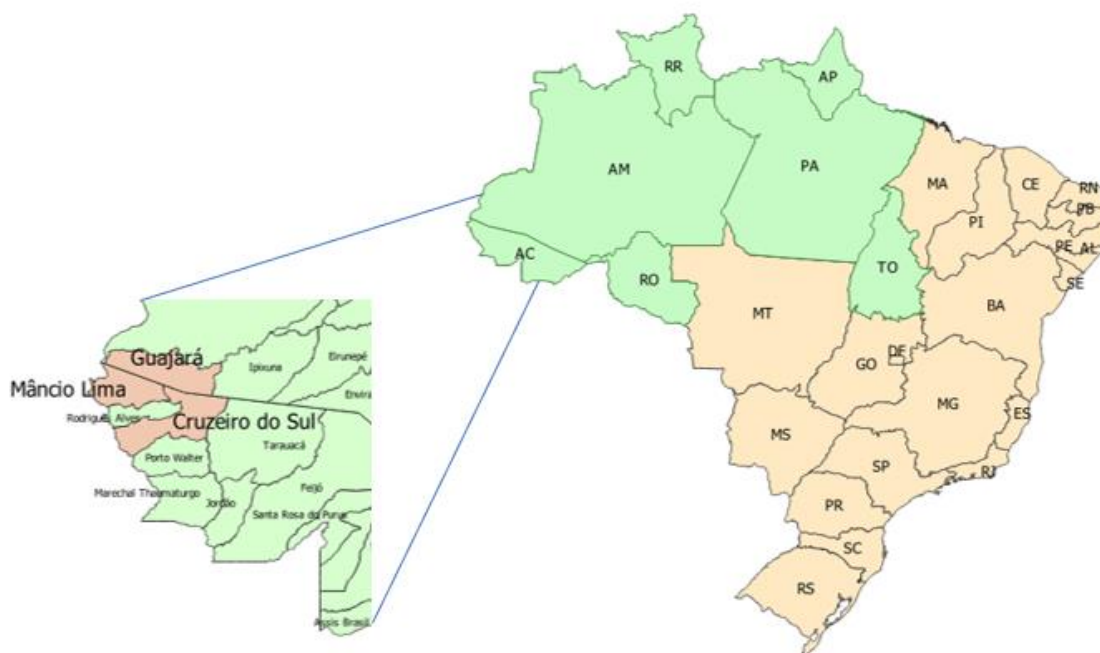 RR
AP
AM
PA
MA
CE
RN
PB
PI
PE
AL
AC
RO
TO
SE
BA
MT
DF
GO
MG
ES
MS
SP
RJ
PR
SC
RS
Guajará
Ipixuna
Eirunepé
Envira
Mâncio Lima
Rodrigues Alves
Cruzeiro do Sul
Tarauacá
Porto Walter
Marechal Thaumaturgo
Jordão
Feijó
Santa Rosa do Purus
Assis Brasil